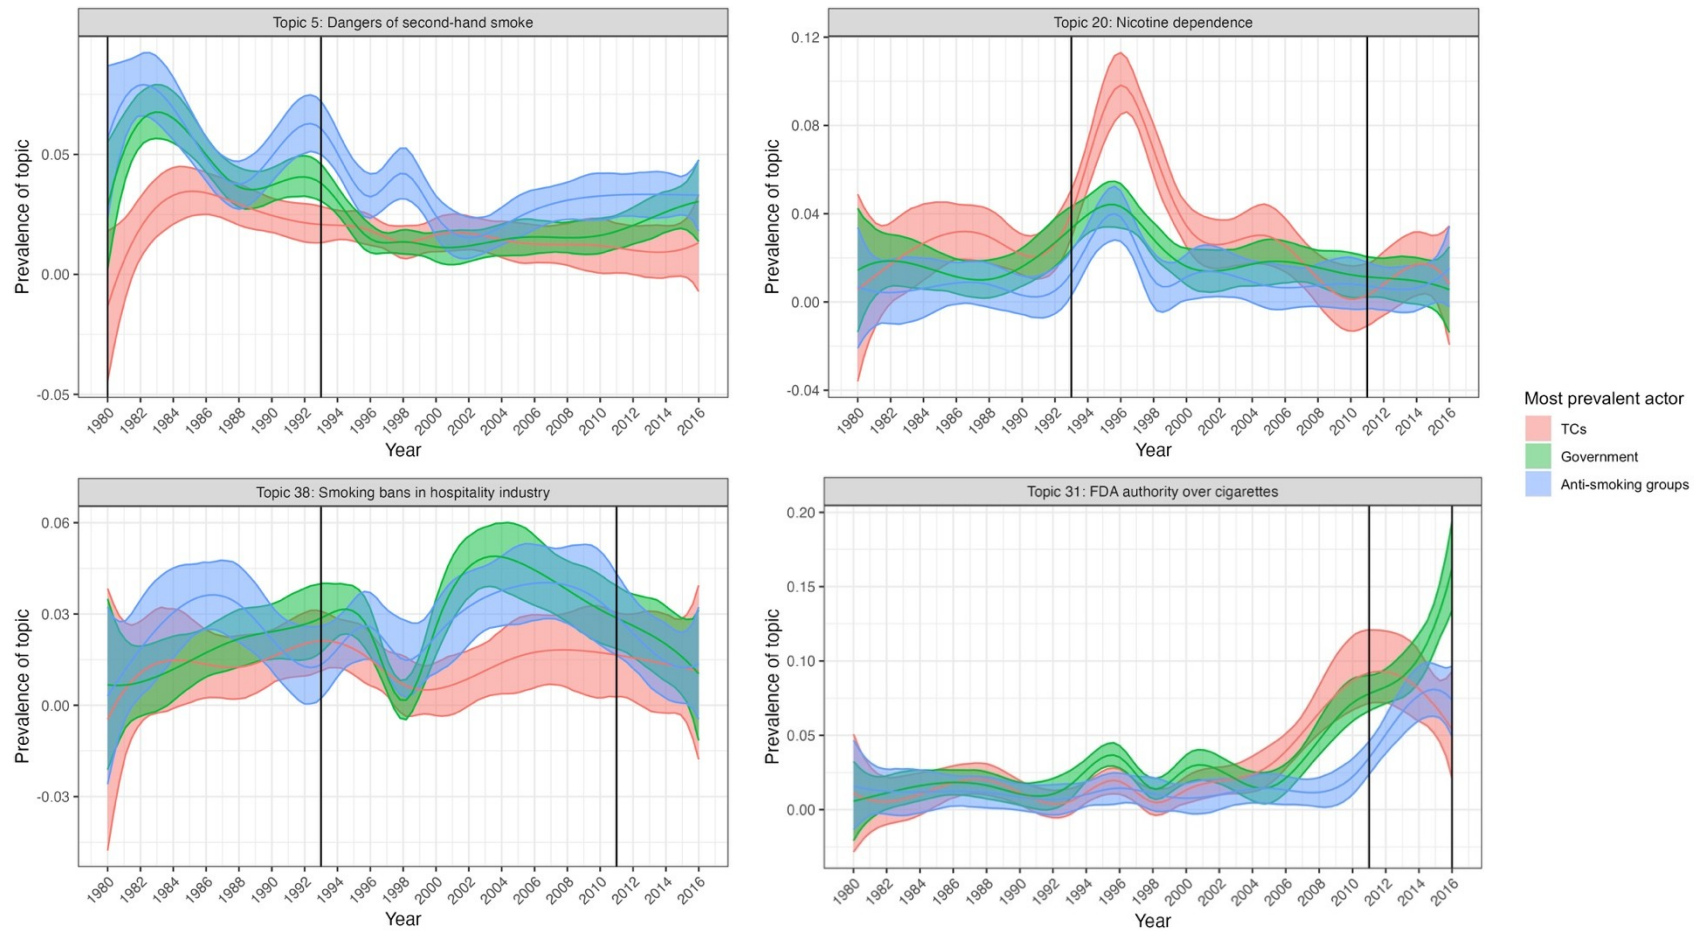 Topic 5: Dangers of second-hand smoke
Prevalence of topic
0.05
0.00
-0.05
1980 1982 1984 1986 1988 1990 1992 1994 1996 1998 2000 2002 2004 2006 2008 2010 2012 2014 2016
Year
Topic 20: Nicotine dependence
Prevalence of topic
0.12
0.08
0.04
0.00
-0.04
1980 1982 1984 1986 1988 1990 1992 1994 1996 1998 2000 2002 2004 2006 2008 2010 2012 2014 2016
Year
Topic 38: Smoking bans in hospitality industry
Prevalence of topic
0.06
0.03
0.00
-0.03
1980 1982 1984 1986 1988 1990 1992 1994 1996 1998 2000 2002 2004 2006 2008 2010 2012 2014 2016
Year
Topic 31: FDA authority over cigarettes
Prevalence of topic
0.20
0.15
0.10
0.05
0.00
1980 1982 1984 1986 1988 1990 1992 1994 1996 1998 2000 2002 2004 2006 2008 2010 2012 2014 2016
Year
Most prevalent actor
TCs
Government
Anti-smoking groups